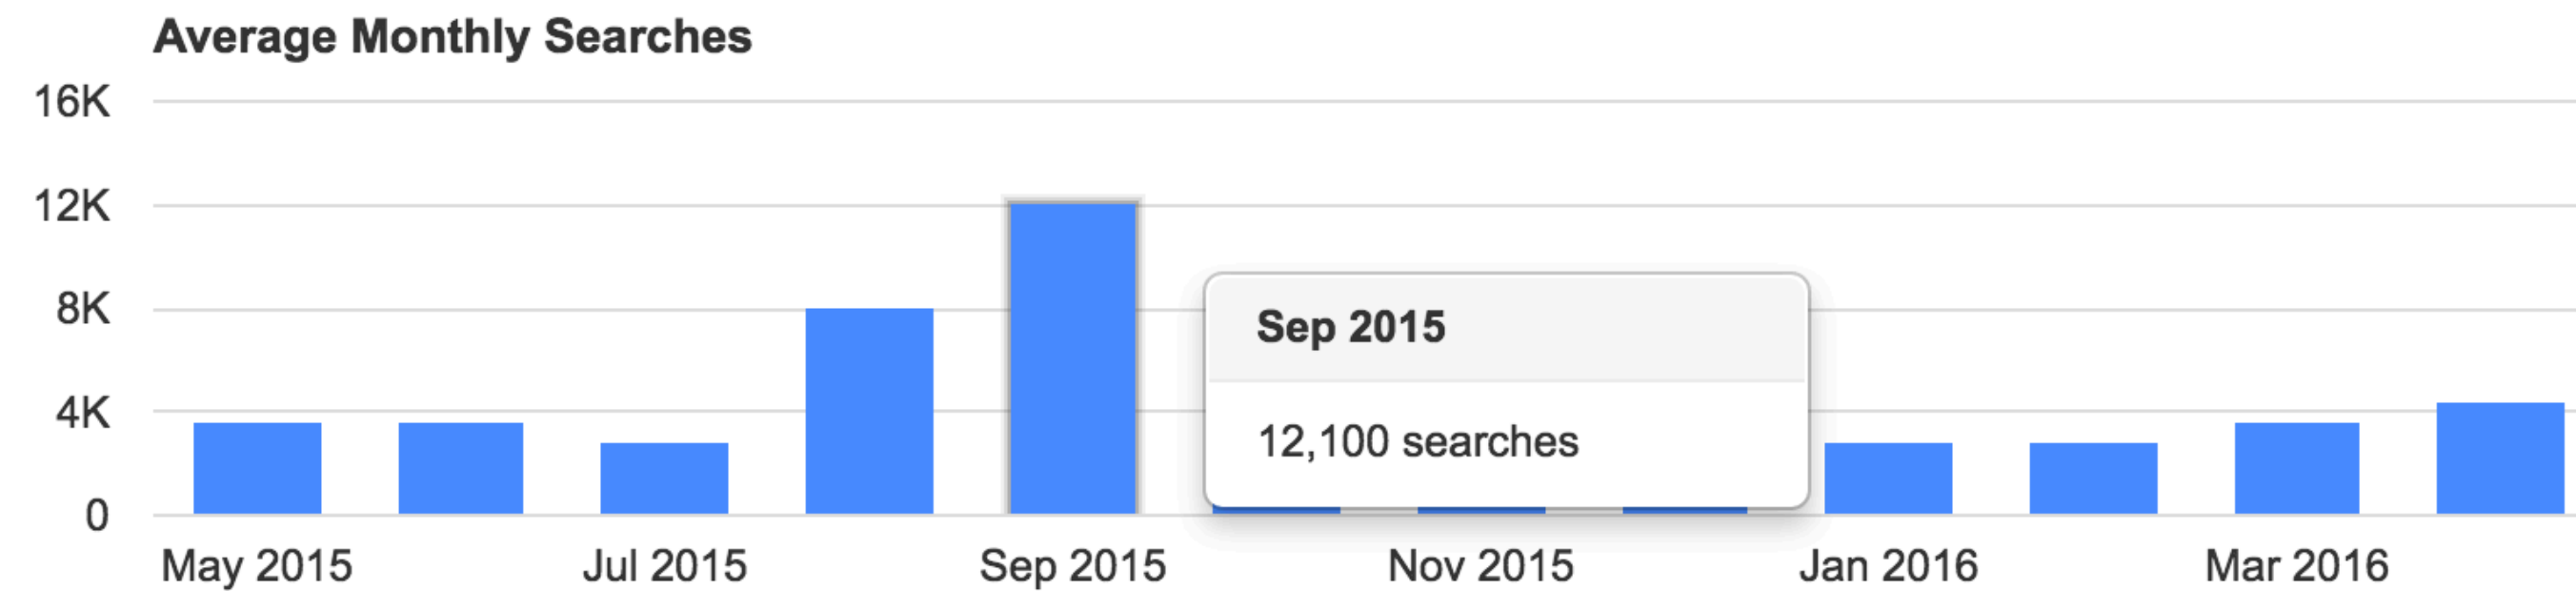 Average Monthly Searches
16K
12K
8K
4K
0
Sep 2015
12,100 searches
May 2015 Jul 2015 Sep 2015 Nov 2015 Jan 2016 Mar 2016